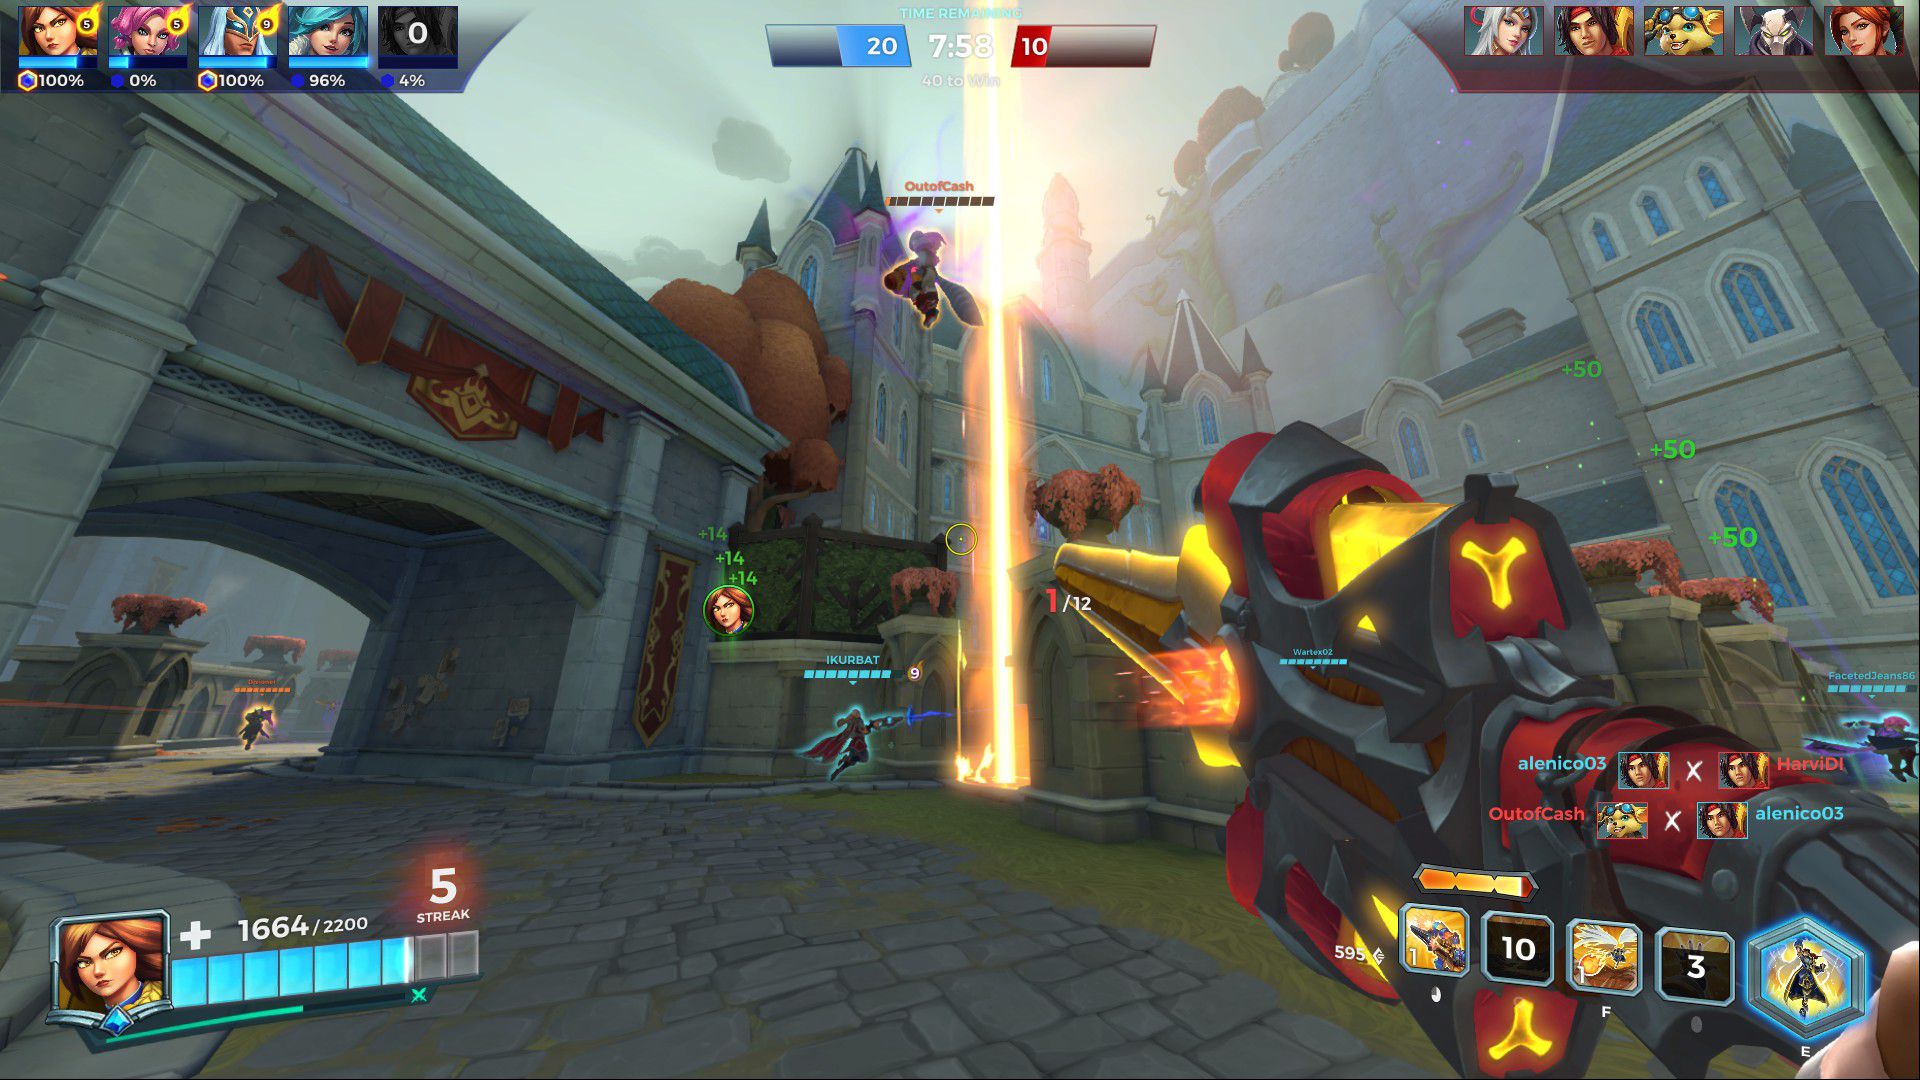 5
5
9
0
100%
0%
100%
96%
4%
TIME REMAINING
20
7:58
10
40 to Win
OutofCash
+50
+50
+50
+14
+14
+14
1/12
IKURBAT
9
Wartex02
FacetedJeans86
alenico03 X HarviDI
OutofCash X alenico03
5
STREAK
1664/2200
595
1
10
1
3
F
E